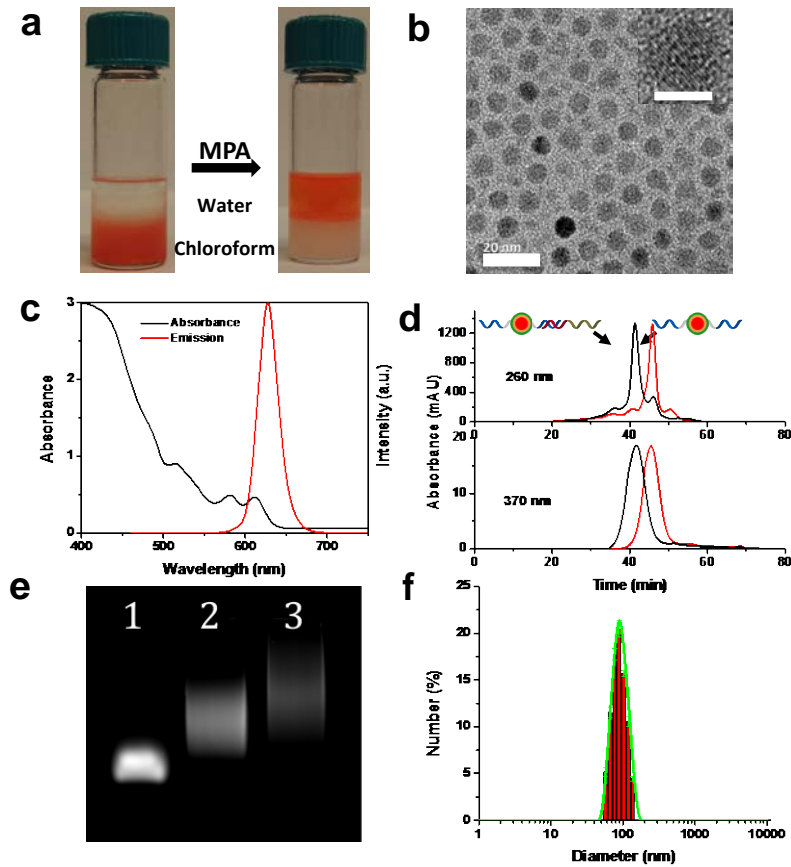 a
MPA
Water
Chloroform
b
20 nm
c
Absorbance
Emission
Absorbance
Intensity (a.u.)
3
2
1
0
400
500
600
700
Wavelength (nm)
d
260 nm
370 nm
Absorbance (mAU)
1200
800
400
0
0
20
40
60
80
20
10
0
0
20
40
60
80
Time (min)
e
1
2
3
f
Number (%)
25
20
15
10
5
0
1
10
100
1000
10000
Diameter (nm)